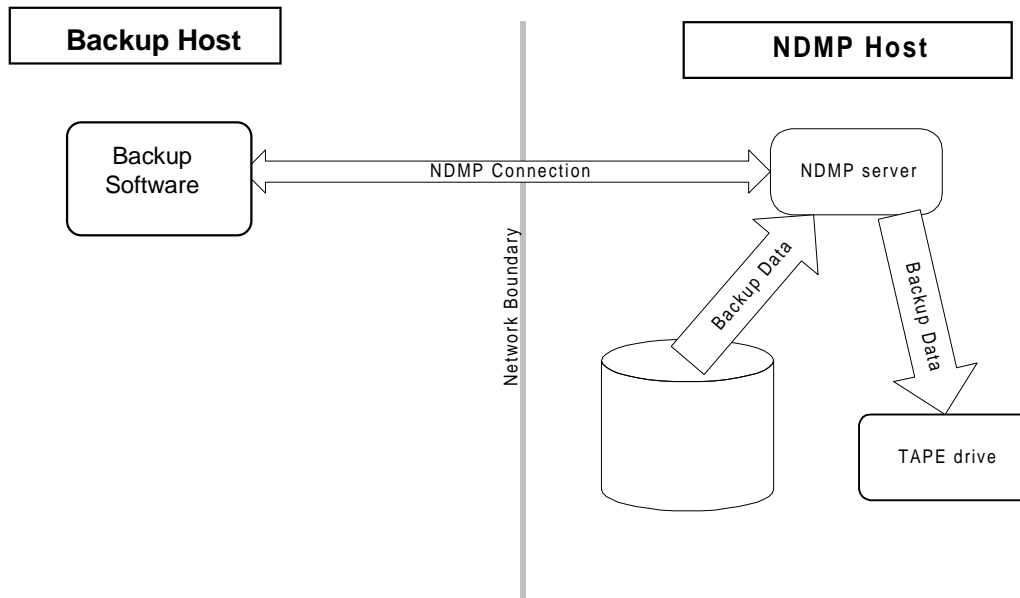 Backup Host
NDMP Host
Backup
Software
NDMP Connection
NDMP server
Network Boundary
Backup Data
Backup Data
TAPE drive